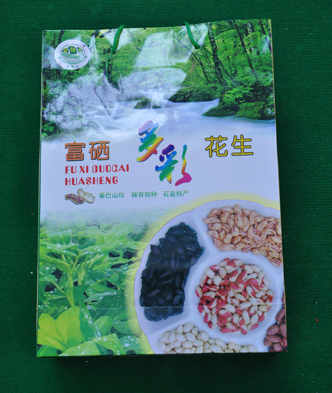 富硒 多彩 花生
FU XI DUOCAI
HUASHENG
秦巴山珍 稀有物种 石泉特产